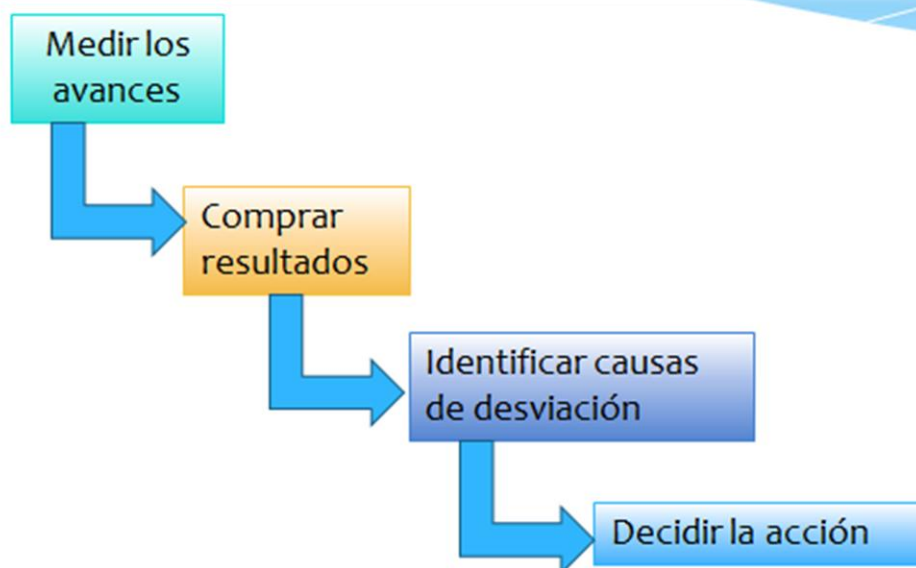 Medir los
avances
Comprar
resultados
Identificar causas
de desviación
Decidir la acción